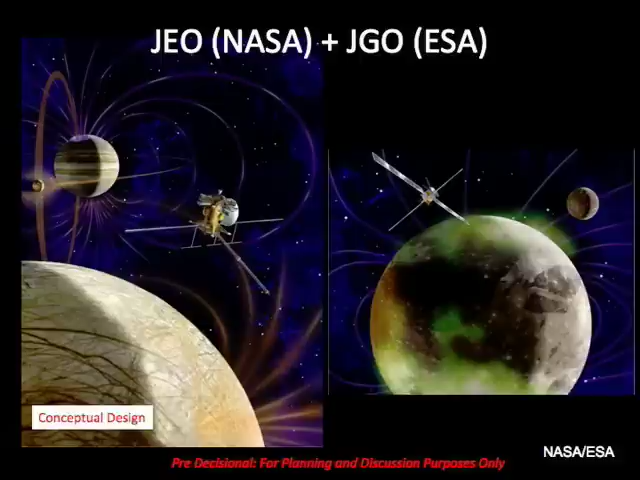 JEO (NASA) + JGO (ESA)
Conceptual Design
NASA/ESA
Pre Decisional: For Planning and Discussion Purposes Only